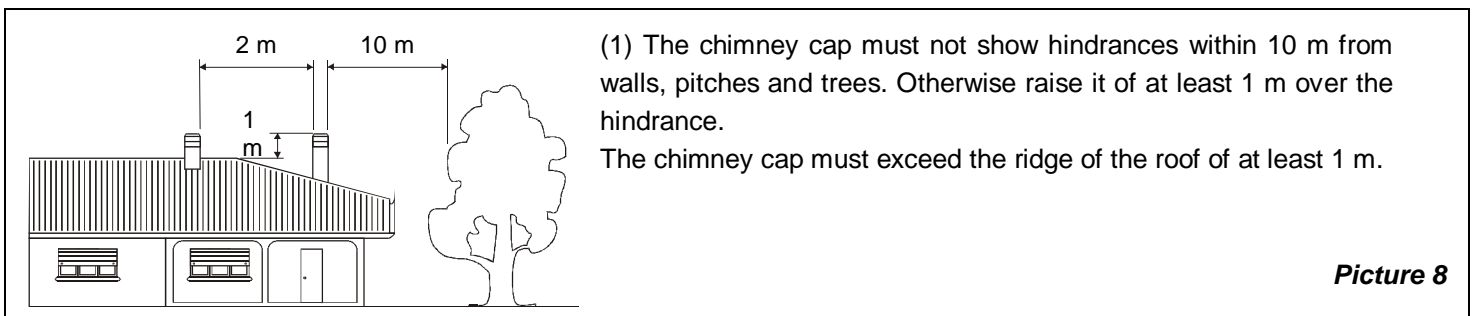 2 m
10 m
1
m
(1) The chimney cap must not show hindrances within 10 m from
walls, pitches and trees. Otherwise raise it of at least 1 m over the
hindrance.
The chimney cap must exceed the ridge of the roof of at least 1 m.
Picture 8